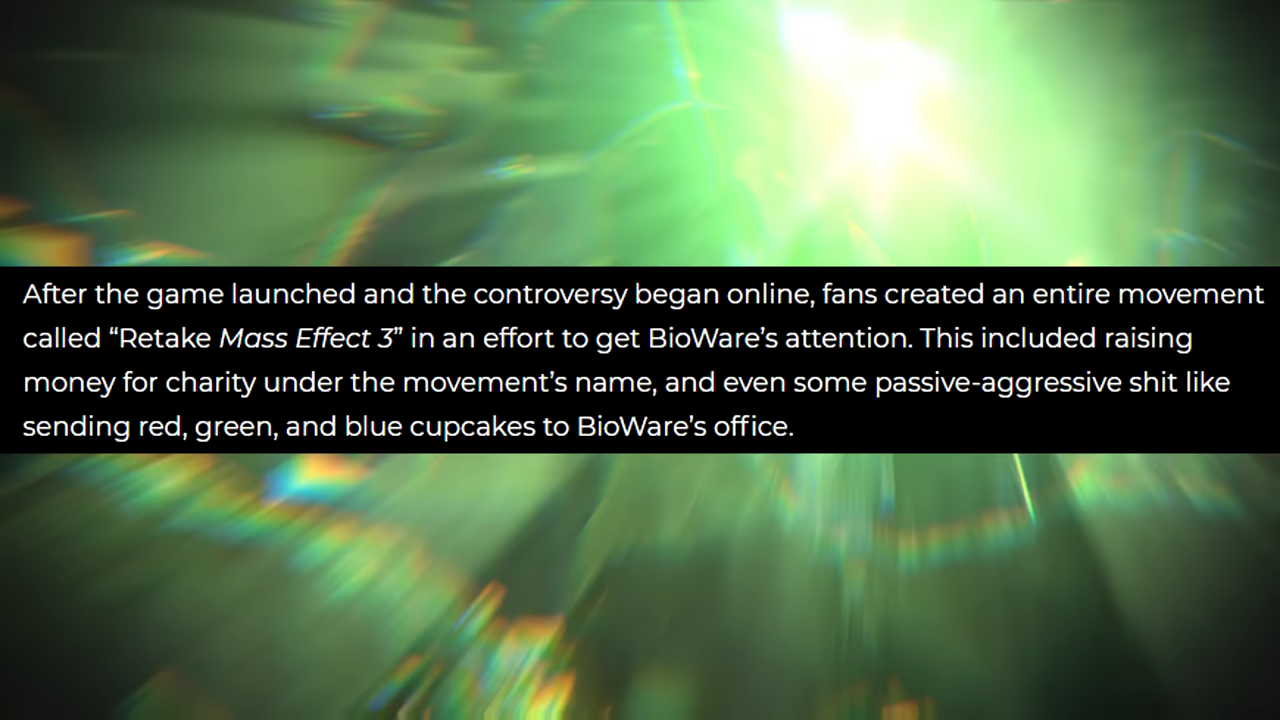 After the game launched and the controversy began online, fans created an entire movement
called “Retake Mass Effect 3” in an effort to get BioWare’s attention. This included raising
money for charity under the movement’s name, and even some passive-aggressive shit like
sending red, green, and blue cupcakes to BioWare’s office.